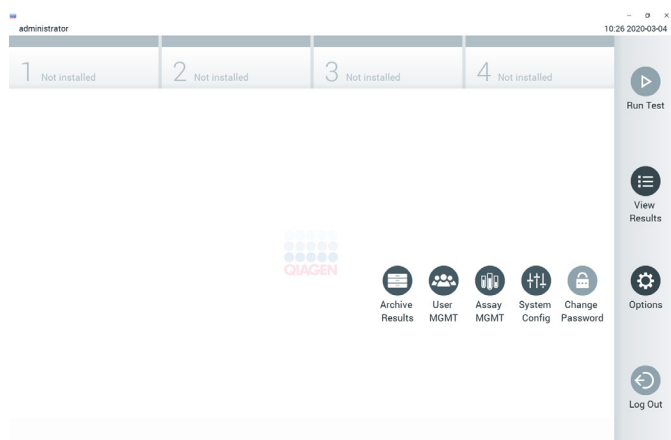 administrator
10:26 2020-03-04
1 Not installed
2 Not installed
3 Not installed
4 Not installed
Run Test
View
Results
QIAGEN
Archive
Results
User
MGMT
Assay
MGMT
System
Config
Change
Password
Options
Log Out